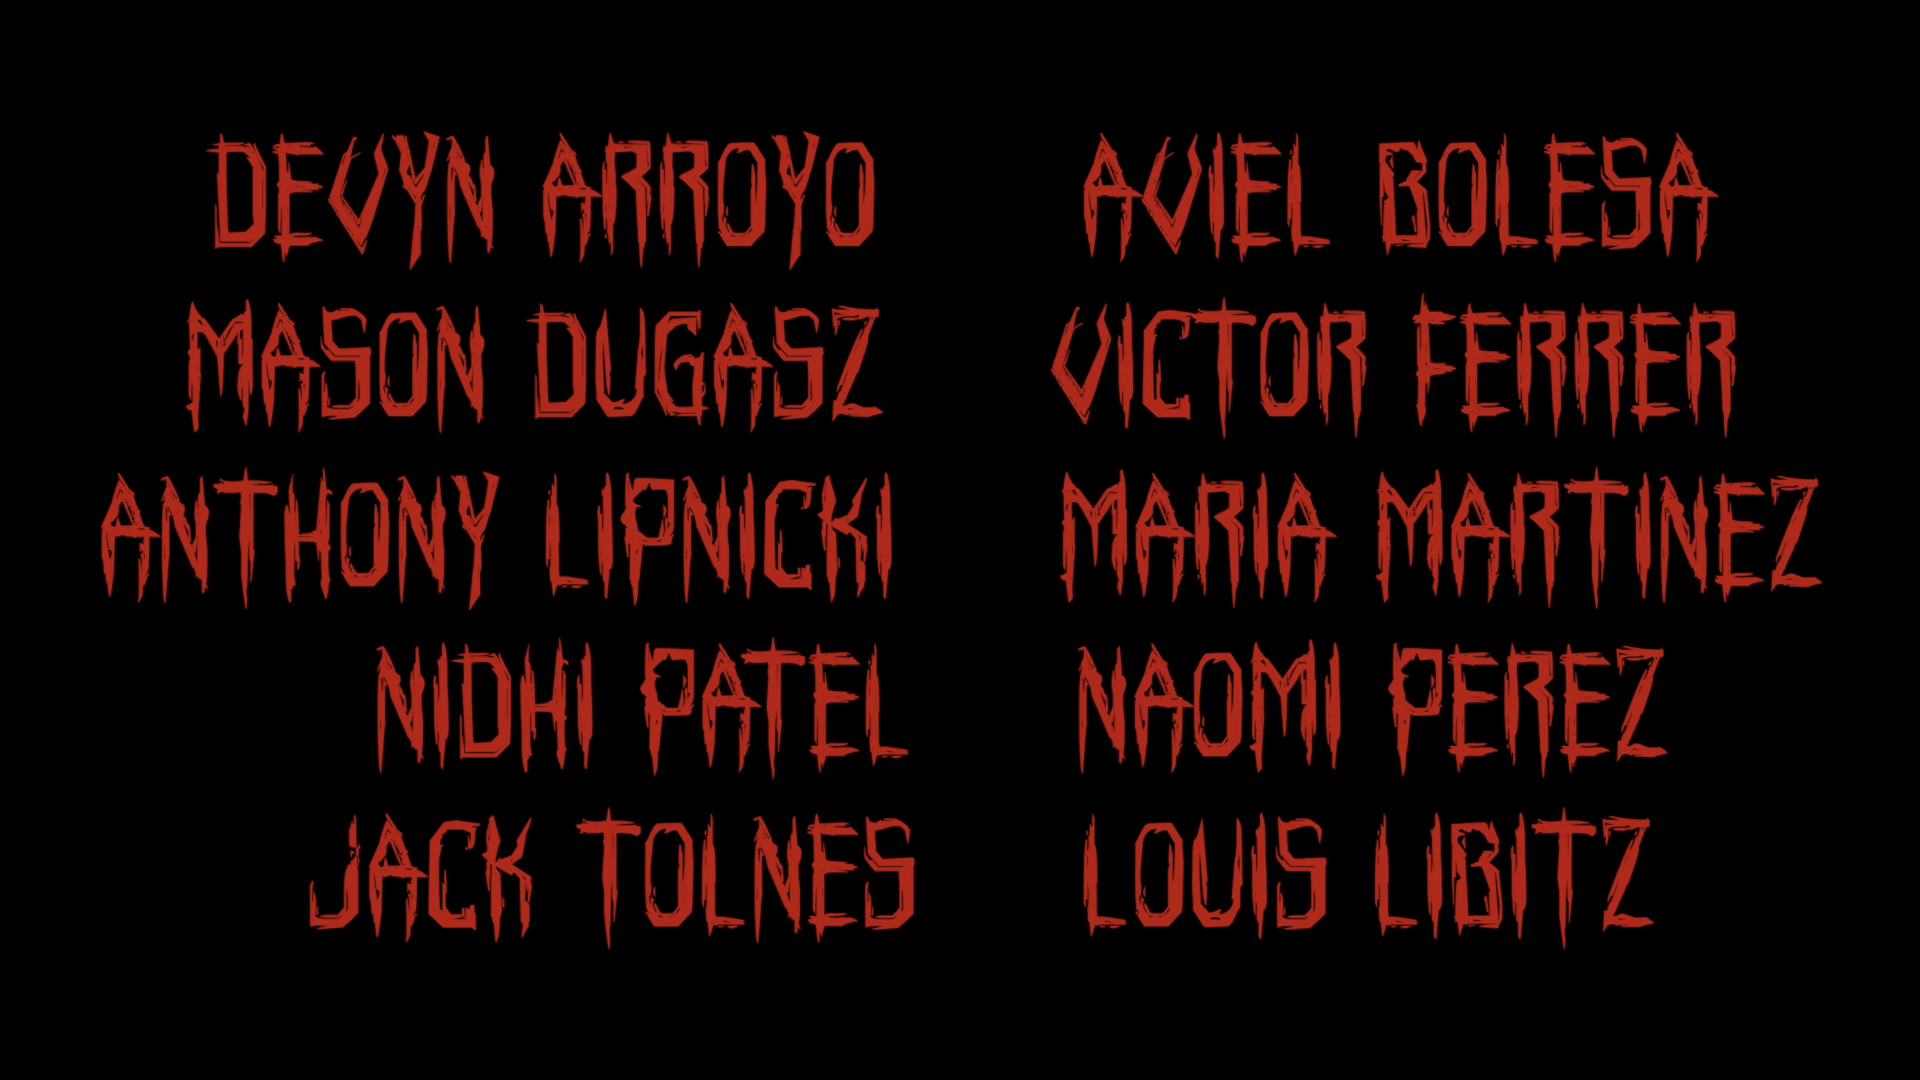 DEVYN ARROYO
AVIEL BOLESA
MASON DUGASZ
VICTOR FERRER
ANTHONY LIPNICKI
MARIA MARTINEZ
NIDHI PATEL
NAOMI PEREZ
JACK TOLNES
LOUIS LIBITZ